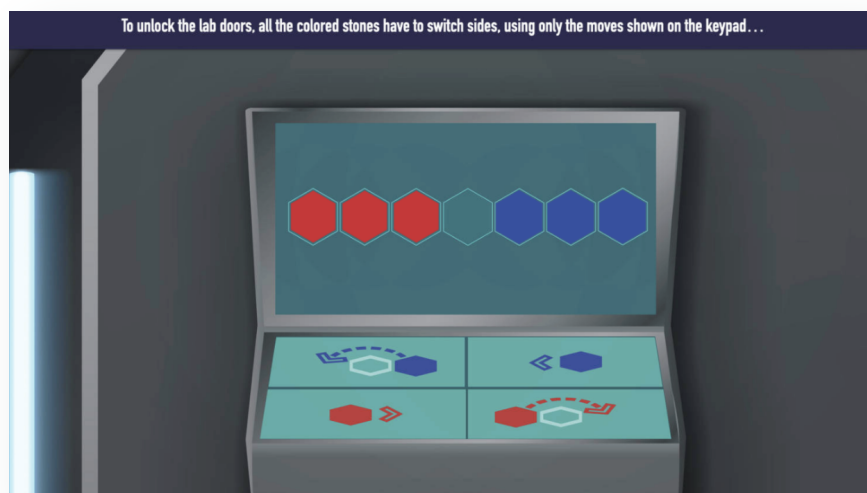 To unlock the lab doors, all the colored stones have to switch sides, using only the moves shown on the keypad…